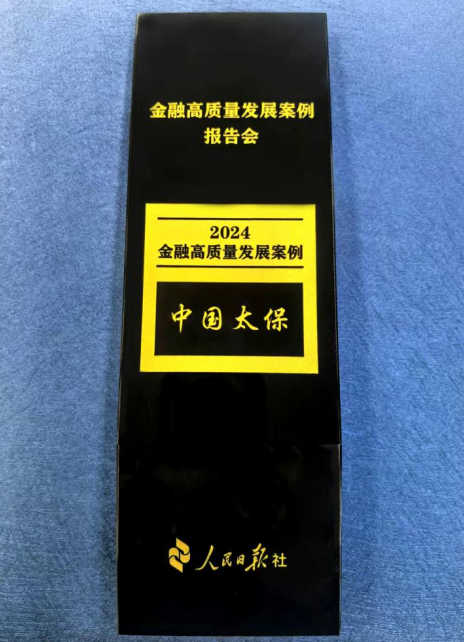 金融高质量发展案例
报告会
2024
金融高质量发展案例
中国太保
人民日报社